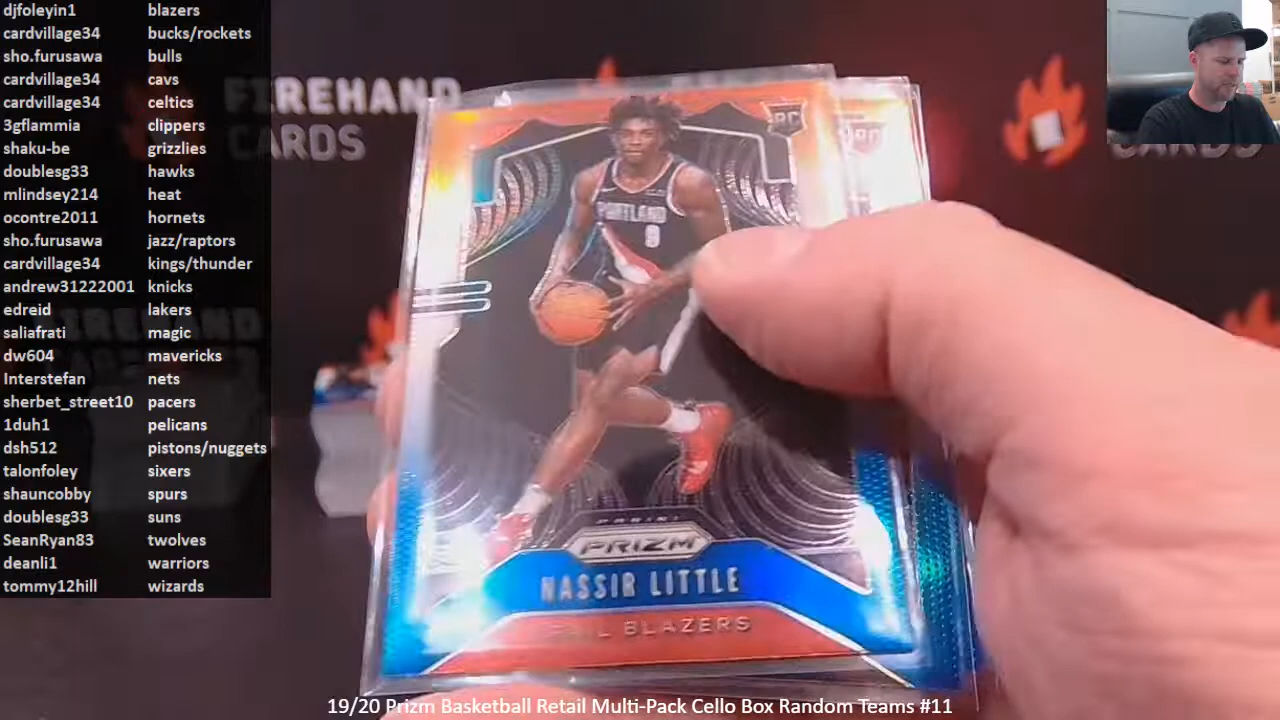 djfoleyin1 blazers
cardvillage34 bucks/rockets
sho.furusawa bulls
cardvillage34 cavs
cardvillage34 celtics
3gflammia clippers
shaku-be grizzlies
doublesg33 hawks
mlindsey214 heat
ocontre2011 hornets
sho.furusawa jazz/raptors
cardvillage34 kings/thunder
andrew31222001 knicks
edreid lakers
saliafrati magic
dw604 mavericks
Interstefan nets
sherbet_street10 pacers
1duh1 pelicans
dsh512 pistons/nuggets
talonfoley sixers
shauncobby spurs
doublesg33 suns
SeanRyan83 twolves
deanli1 warriors
tommy12hill wizards
FIREHAND
CARDS
CARDS
RC
RC
PORTLAND
9
PANINI
PRIZM
NASSIR LITTLE
BLAZERS
19/20 Prizm Basketball Retail Multi-Pack Cello Box Random Teams #11